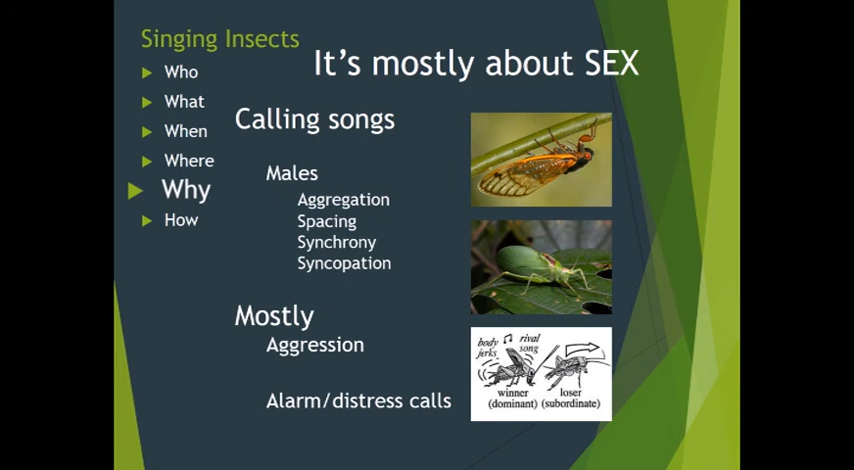 Singing Insects
It's mostly about SEX
Who
What
When
Where
Why
How
Calling songs
Males
Aggregation
Spacing
Synchrony
Syncopation
Mostly
Aggression
Alarm/distress calls
body jerks
rival song
winner (dominant)
loser (subordinate)